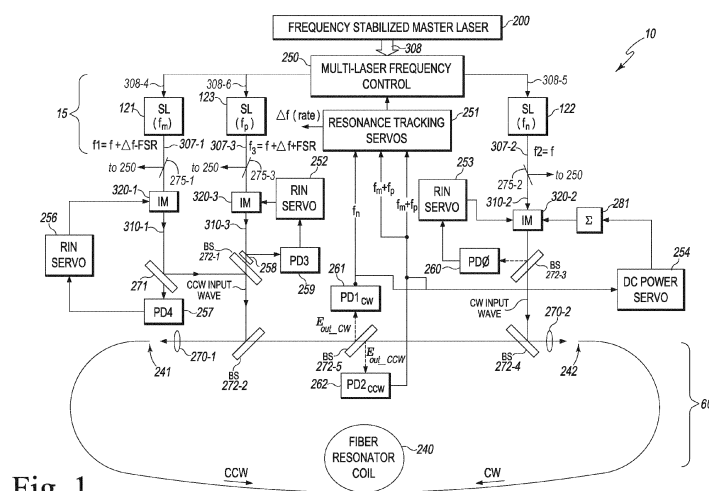 FREQUENCY STABILIZED MASTER LASER
200
308
10
250
MULTI-LASER FREQUENCY
CONTROL
308-4
308-6
308-5
15
121
SL
(fm)
123
SL
(fp)
Δf (rate)
RESONANCE TRACKING
SERVOS
251
SL
(fn)
122
f1= f + Δf-FSR
307-1
307-3
f3= f + Δf+FSR
307-2
f2= f
to 250
275-1
to 250
275-3
252
253
275-2
to 250
320-1
IM
320-3
IM
RIN
SERVO
fn
fm+fp
fm+fp
RIN
SERVO
310-2
320-2
IM
281
Σ
256
RIN
SERVO
310-1
310-3
BS
272-1
258
PD3
259
261
PD1CW
260
PDØ
BS
272-3
254
DC POWER
SERVO
271
CCW INPUT
WAVE
PD4
257
Eout_CW
CW INPUT
WAVE
270-2
241
270-1
BS
272-2
BS
272-5
Eout_CCW
262
PD2CCW
BS
272-4
242
60
FIBER
RESONATOR
COIL
240
CCW
CW
Fig. 1